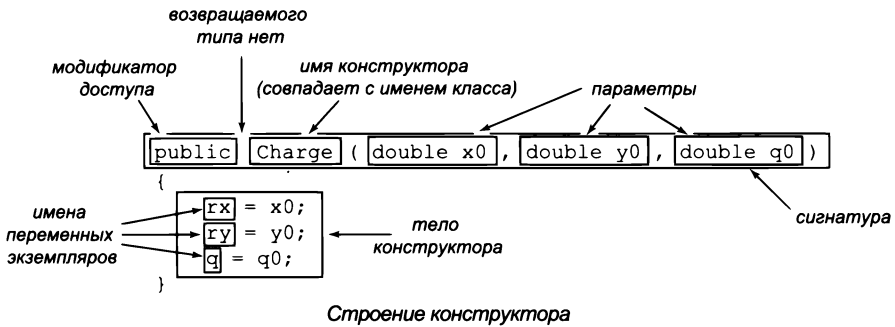 возвращаемого
типа нет
модификатор
доступа
имя конструктора
(совпадает с именем класса)
параметры
public Charge ( double x0 , double y0 , double q0 )
{
rx = x0;
ry = y0;
q = q0;
}
имена
переменных
экземпляров
тело
конструктора
сигнатура
Строение конструктора